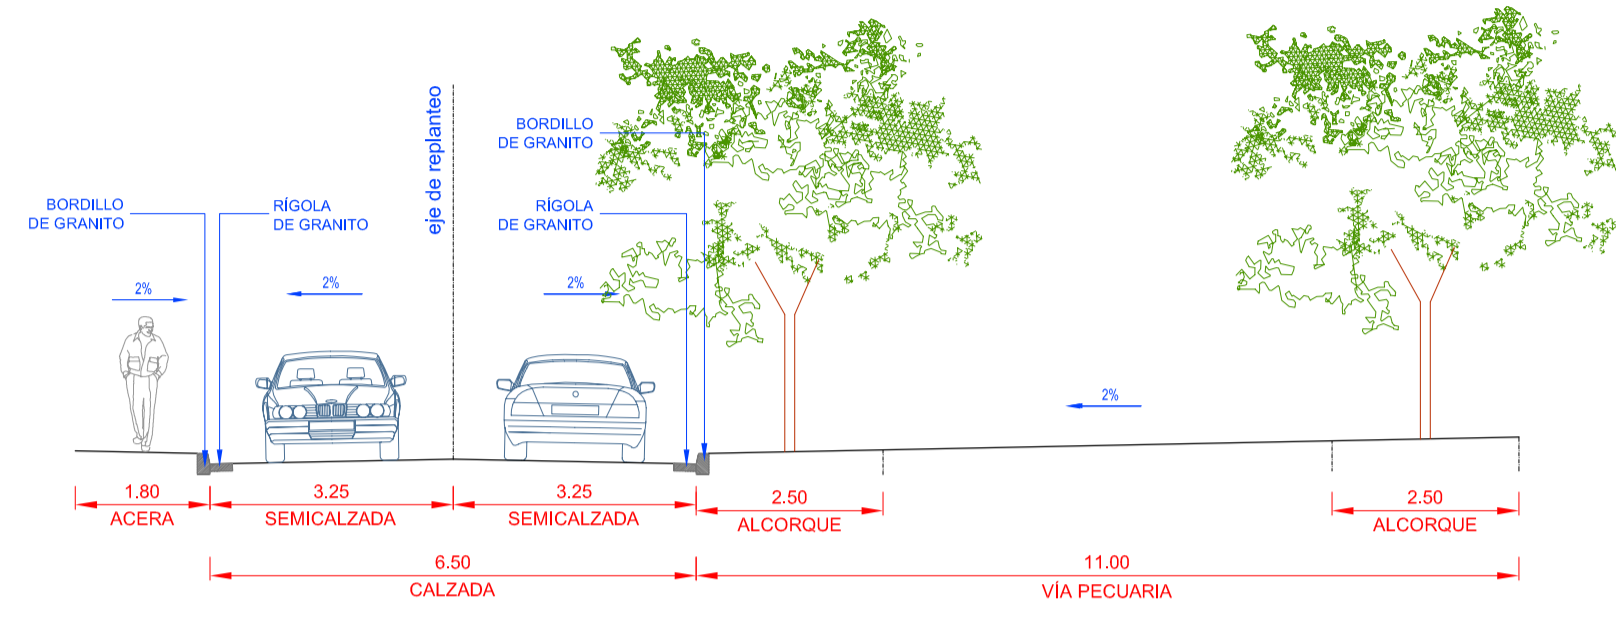 eje de replanteo
BORDILLO
DE GRANITO
BORDILLO
DE GRANITO
RÍGOLA
DE GRANITO
RÍGOLA
DE GRANITO
2%
2%
2%
2%
1.80
ACERA
3.25
SEMICALZADA
3.25
SEMICALZADA
2.50
ALCORQUE
2.50
ALCORQUE
6.50
CALZADA
11.00
VÍA PECUARIA